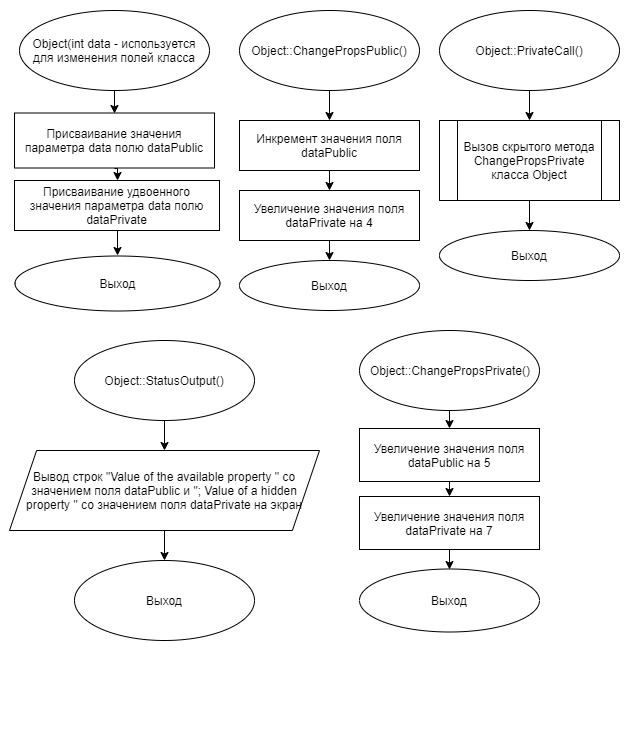 Object(int data - используется
для изменения полей класса
Присваивание значения
параметра data полю dataPublic
Присваивание удвоенного
значения параметра data полю
dataPrivate
Выход
Object::ChangePropsPublic()
Инкремент значения поля
dataPublic
Увеличение значения поля
dataPrivate на 4
Выход
Object::PrivateCall()
Вызов скрытого метода
ChangePropsPrivate
класса Object
Выход
Object::StatusOutput()
Вывод строк "Value of the available property " со
значением поля dataPublic и "; Value of a hidden
property " со значением поля dataPrivate на экран
Выход
Object::ChangePropsPrivate()
Увеличение значения поля
dataPublic на 5
Увеличение значения поля
dataPrivate на 7
Выход